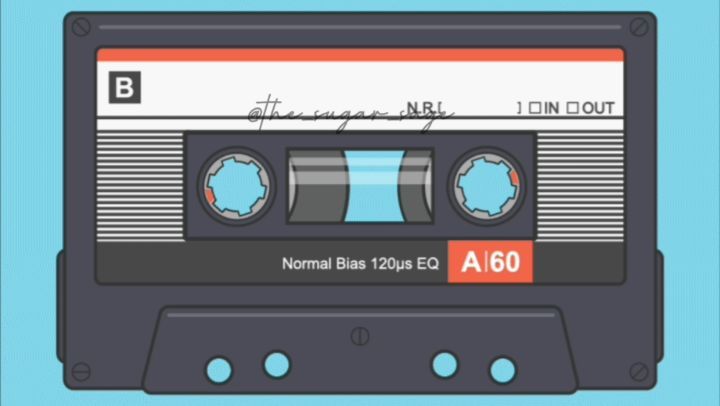 B
N.R.[ ] □IN □OUT
@the_sugar_sage
Normal Bias 120µs EQ
A|60